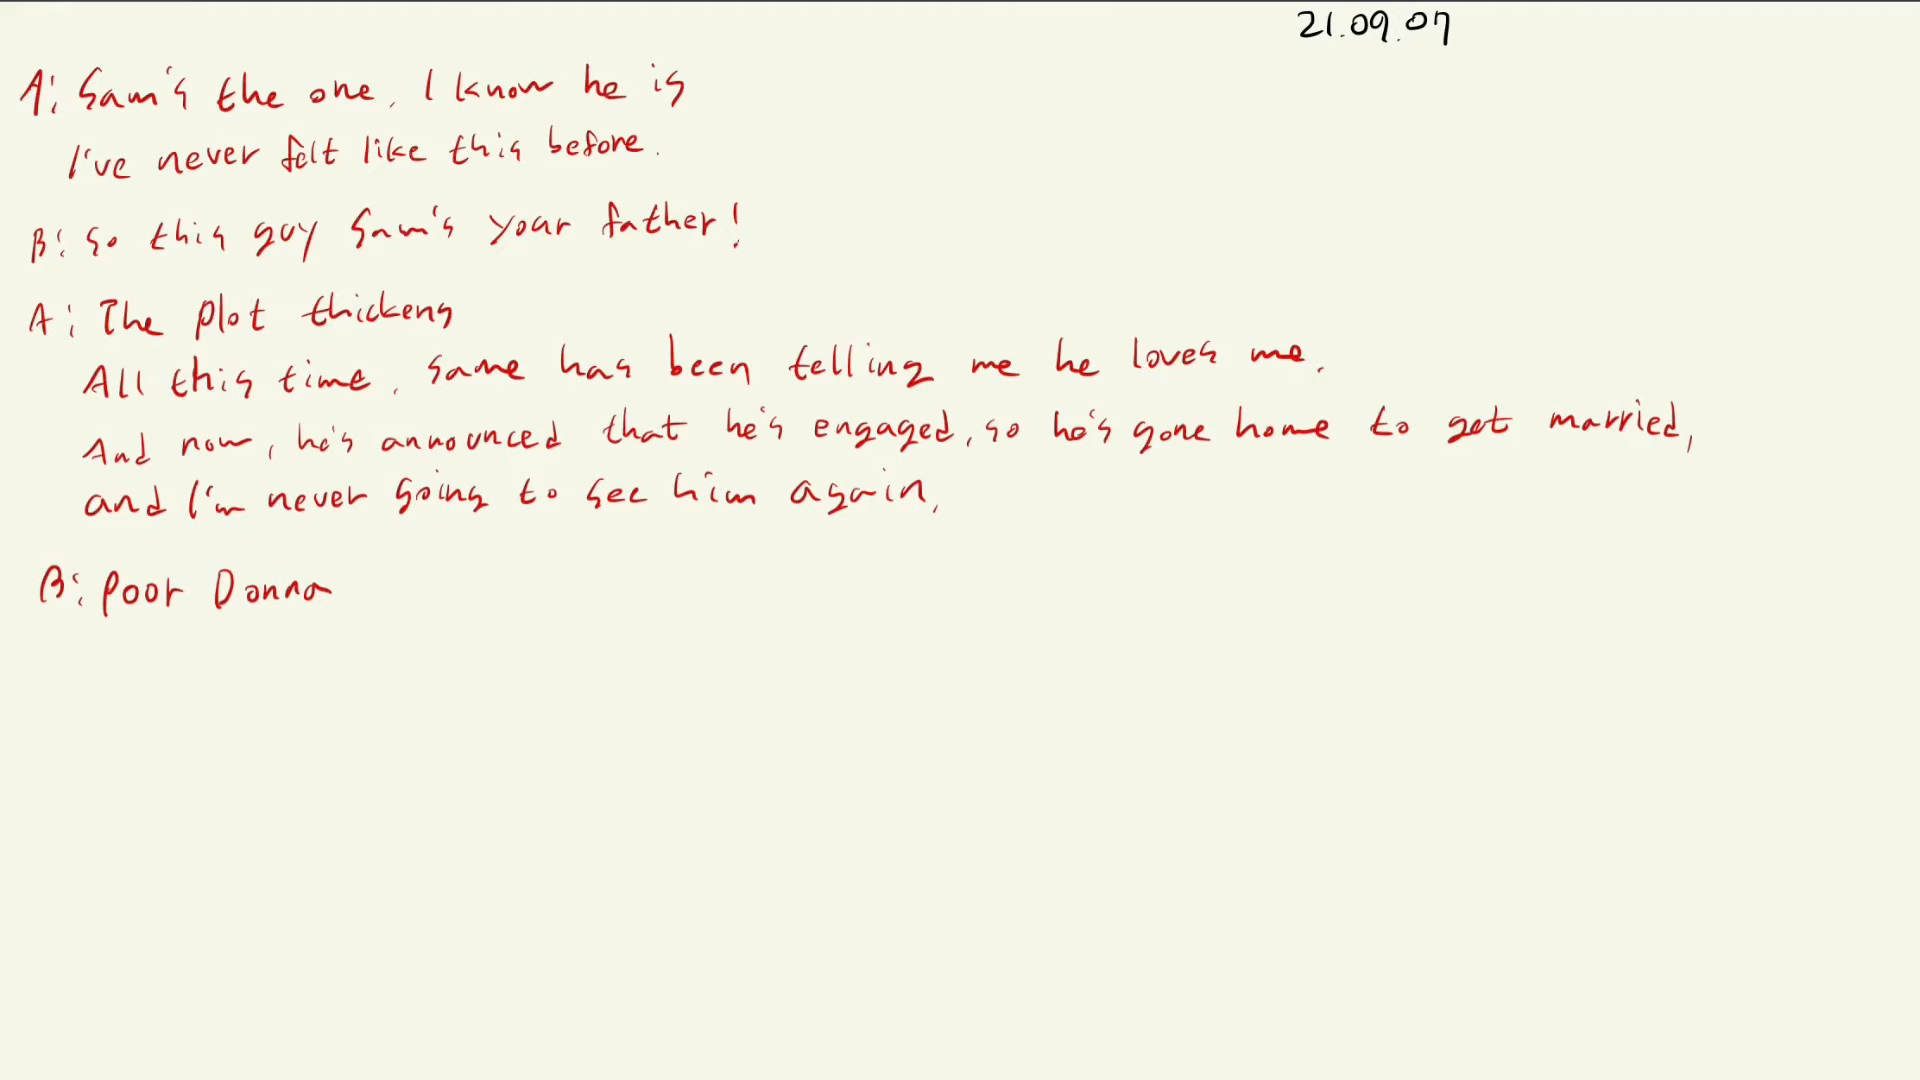 21.09.07
A: Sam's the one, I know he is
I've never felt like this before.
B: So this guy Sam's your father!
A: The plot thickens
All this time, same has been telling me he loves me.
And now, he's announced that he's engaged, so he's gone home to get married,
and I'm never going to see him again,
B: Poor Donna